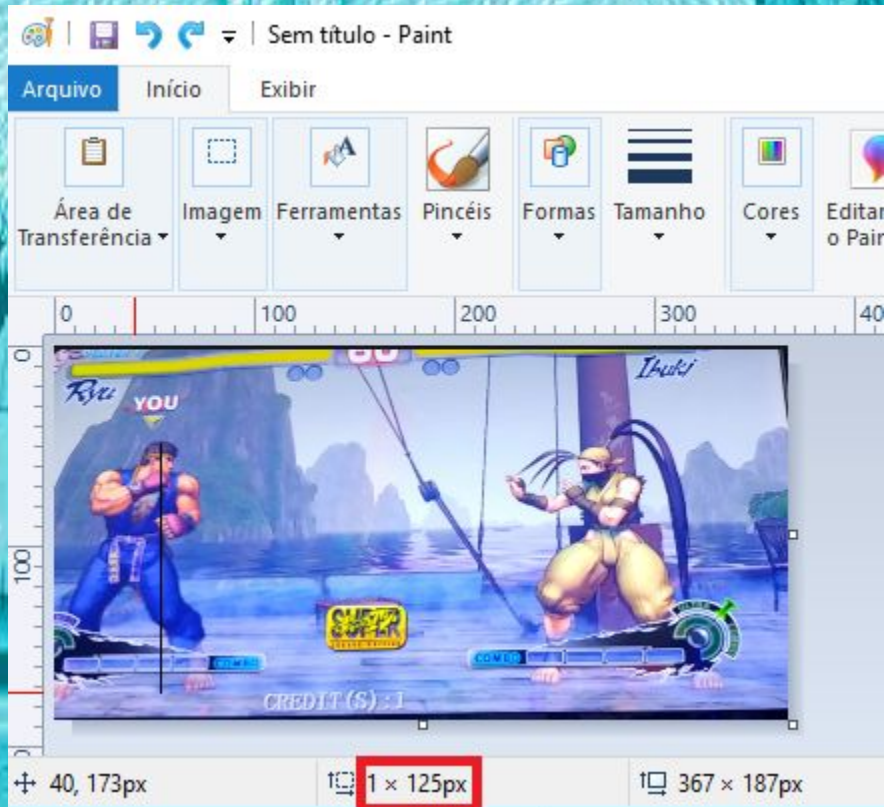 Sem título - Paint
Arquivo Início Exibir
Área de Transferência
Imagem
Ferramentas
Pincéis
Formas
Tamanho
Cores
Editar
o Pain
0 100 200 300 40
0
100
Ryu
Ibuki
YOU
SUPER
COMBO
COMBO
CREDIT(S):1
40, 173px
1 × 125px
367 × 187px